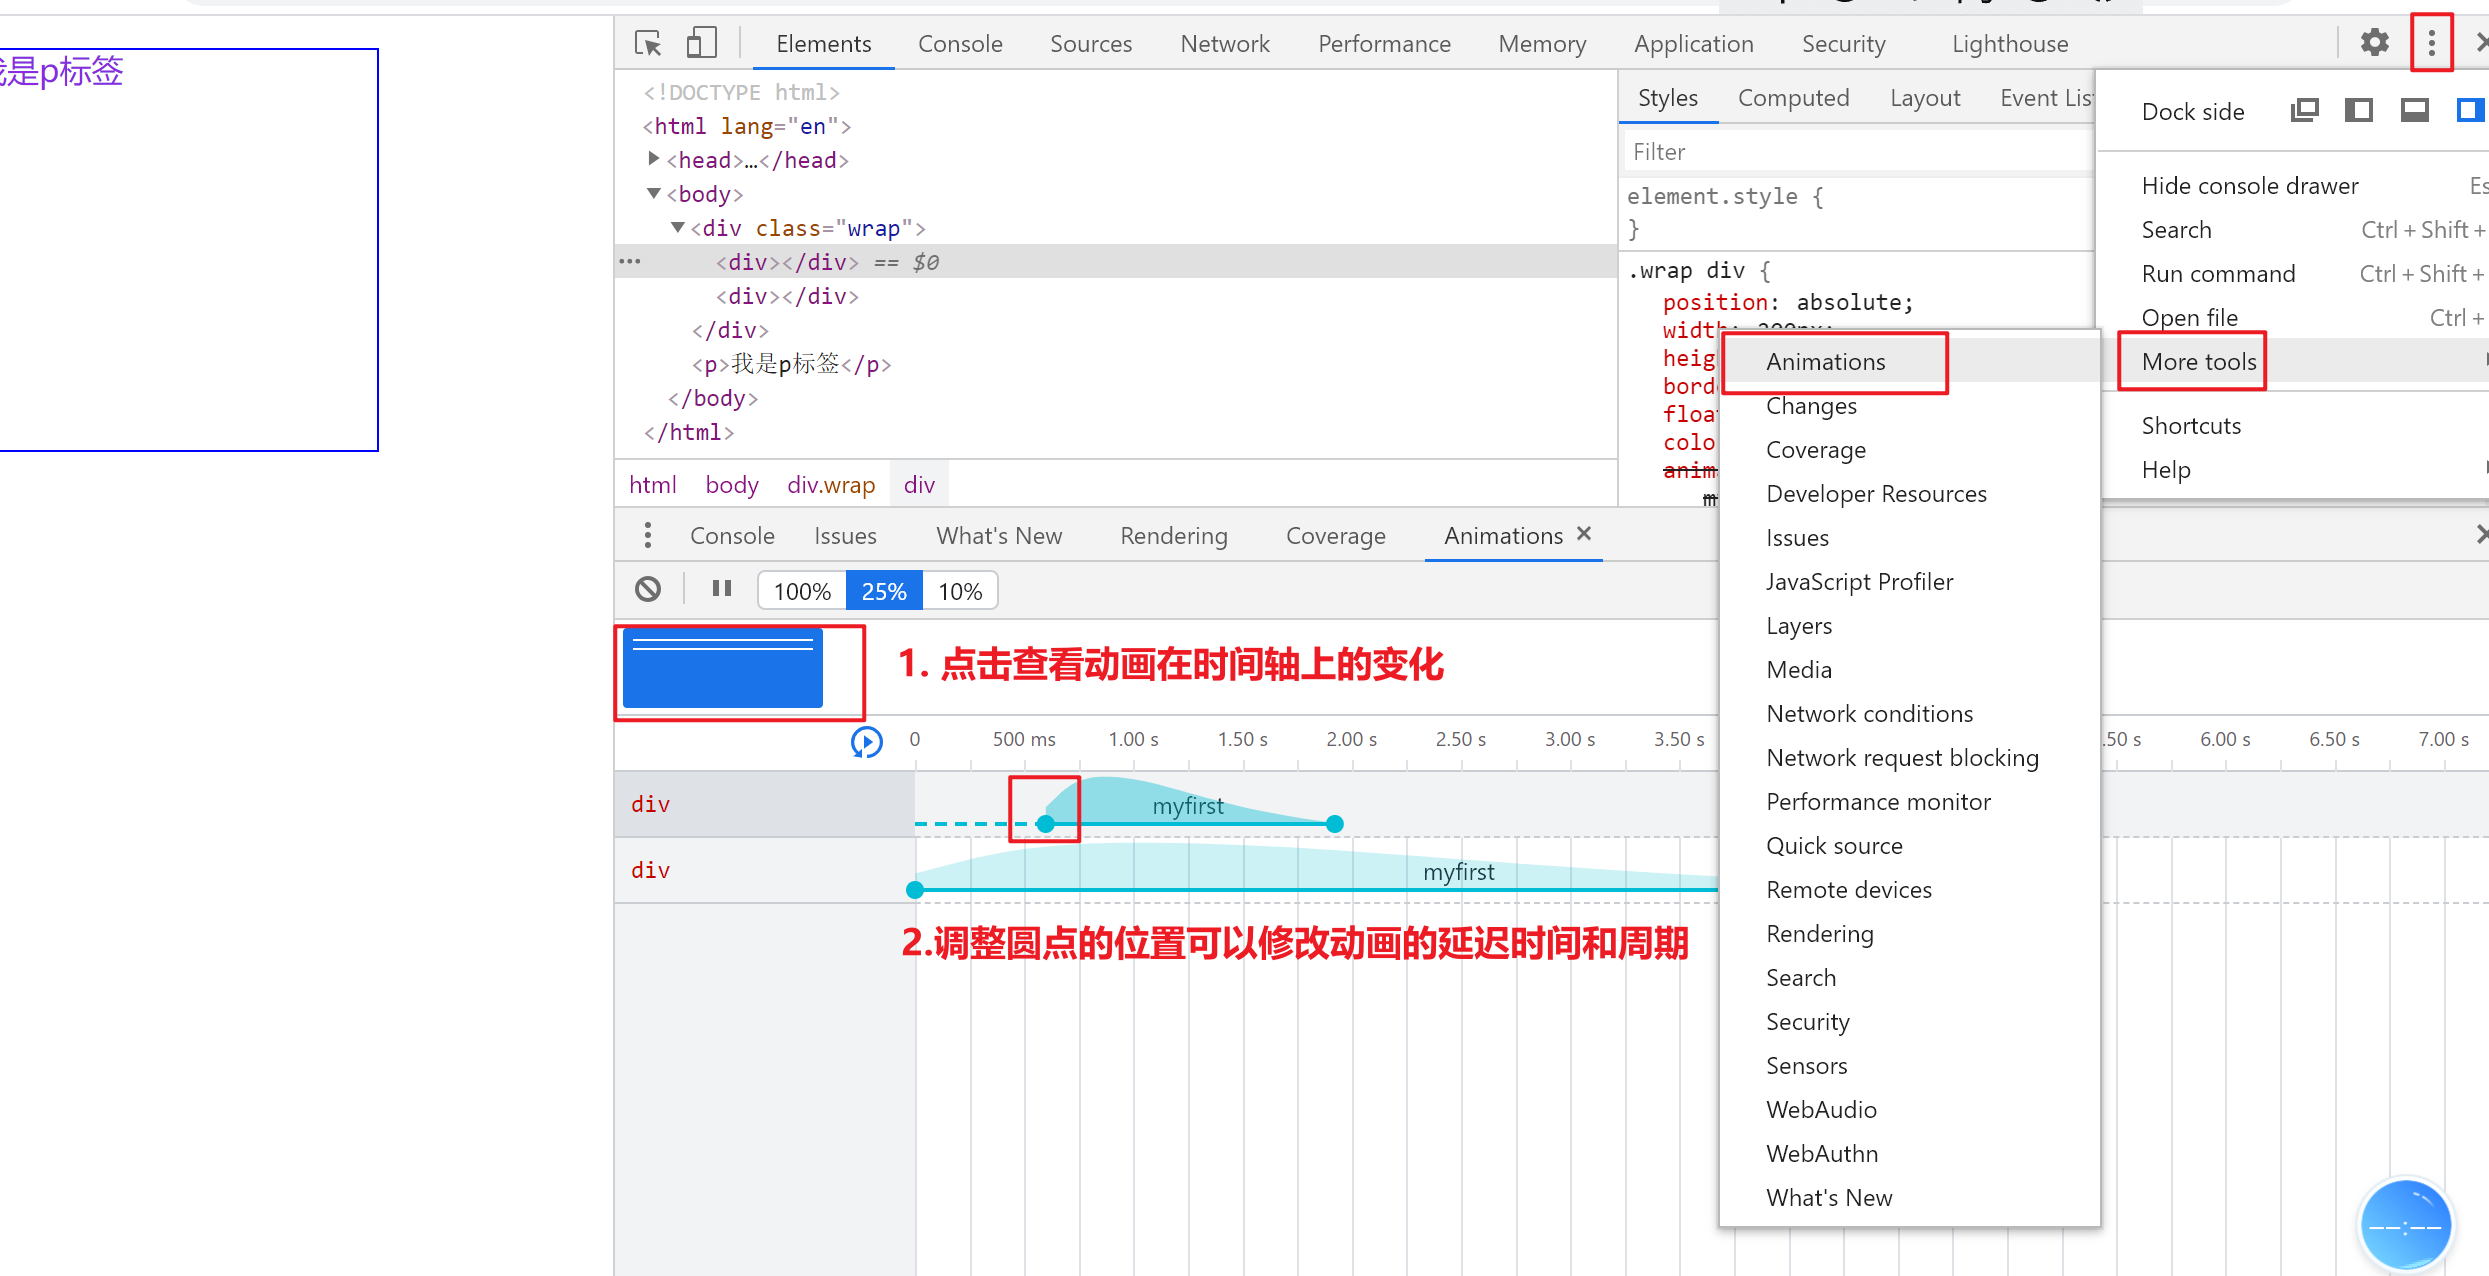 是p标签
Elements Console Sources Network Performance Memory Application Security Lighthouse
<!DOCTYPE html>
<html lang="en">
<head>…</head>
<body>
<div class="wrap">
<div></div> == $0
<div></div>
</div>
<p>我是p标签</p>
</body>
</html>
html body div.wrap div
Styles Computed Layout Event Lis
Filter
element.style {
}
.wrap div {
position: absolute;
width: 200px;
heig
bord
floa
colo
anim
m
Dock side
Hide console drawer Es
Search Ctrl + Shift +
Run command Ctrl + Shift +
Open file Ctrl +
More tools
Shortcuts
Help
Animations
Changes
Coverage
Developer Resources
Issues
JavaScript Profiler
Layers
Media
Network conditions
Network request blocking
Performance monitor
Quick source
Remote devices
Rendering
Search
Security
Sensors
WebAudio
WebAuthn
What's New
Console Issues What's New Rendering Coverage Animations ×
100% 25% 10%
1. 点击查看动画在时间轴上的变化
0 500 ms 1.00 s 1.50 s 2.00 s 2.50 s 3.00 s 3.50 s .50 s 6.00 s 6.50 s 7.00 s
div myfirst
div myfirst
2.调整圆点的位置可以修改动画的延迟时间和周期
--:--